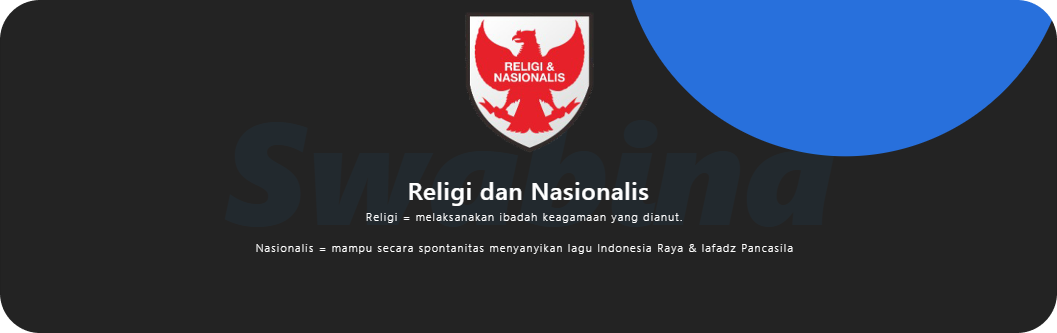 RELIGI &
NASIONALIS
Swabina
Religi dan Nasionalis
Religi = melaksanakan ibadah keagamaan yang dianut.
Nasionalis = mampu secara spontanitas menyanyikan lagu Indonesia Raya & lafadz Pancasila